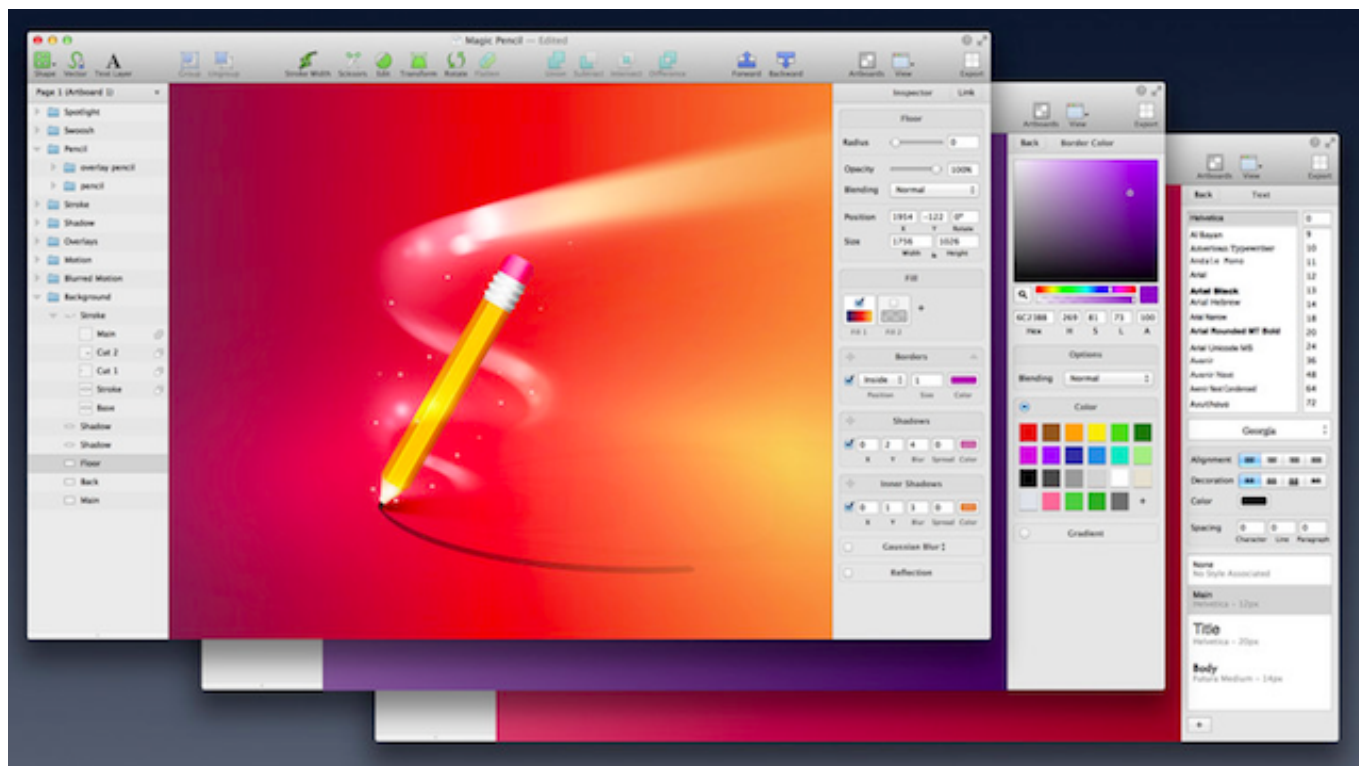 Magic Pencil — Edited
Shape Vector Text Layer Group Ungroup Stroke Width Scissors Edit Transform Rotate Flatten Union Subtract Intersect Difference Forward Backward Artboards View Export
Page 1 (Artboard 1)
Spotlight
Swoosh
Pencil
overlay pencil
pencil
Stroke
Shadow
Overlays
Motion
Blurred Motion
Background
Stroke
Main
Cut 2
Cut 1
Stroke
Base
Shadow
Shadow
Floor
Back
Main
Inspector Link
Floor
Radius 0
Opacity 100%
Blending Normal
Position 1954 -122 0°
X Y Rotate
Size 1756 1026
Width Height
Fill
Fill 1 Fill 2 +
Borders
Inside 1
Position Size Color
Shadows
0 2 4 0
X Y Blur Spread Color
Inner Shadows
0 1 3 0
X Y Blur Spread Color
Gaussian Blur
Reflection
Artboards View Export
Back Border Color
6C23BB 269 81 73 100
Hex H S L A
Options
Blending Normal
Color
+
Gradient
Artboards View Export
Back Text
Helvetica 0
Al Bayan 9
American Typewriter 10
Andale Mono 11
Arial 12
Arial Black 13
Arial Hebrew 14
Arial Narrow 18
Arial Rounded MT Bold 20
Arial Unicode MS 24
Avenir 36
Avenir Next 48
Avenir Next Condensed 64
Ayuthaya 72
Georgia
Alignment
Decoration
Color
Spacing 0 0 0
Character Line Paragraph
None
No Style Associated
Main
Helvetica – 12px
Title
Helvetica – 20px
Body
Futura Medium – 14px
+